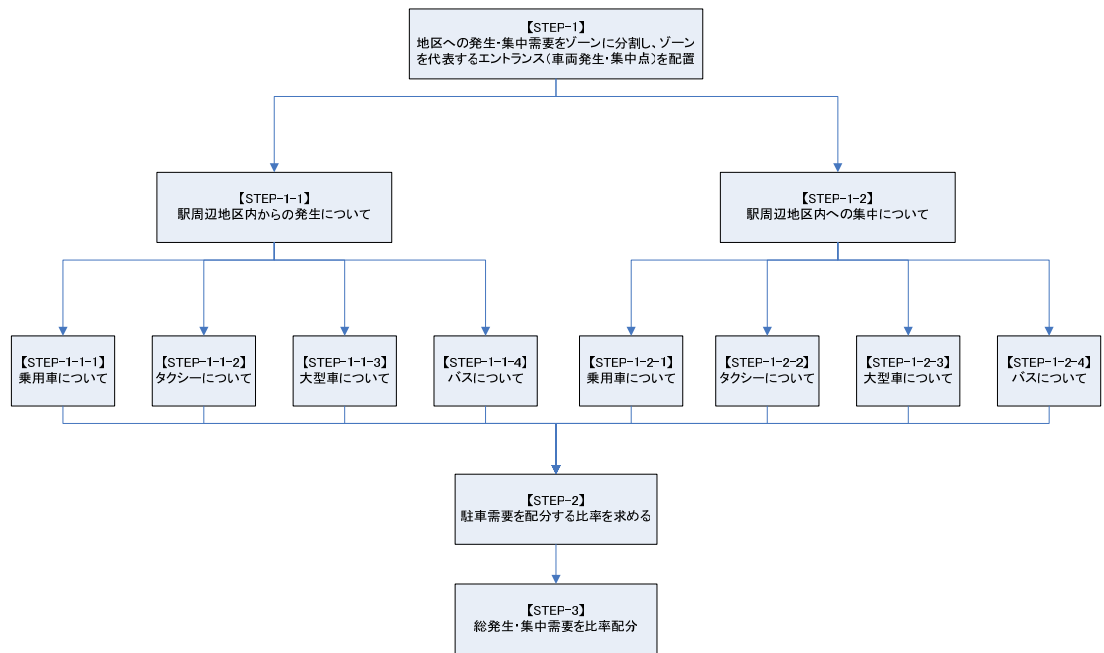 【STEP-1】
地区への発生・集中需要をゾーンに分割し、ゾーン
を代表するエントランス(車両発生・集中点)を配置
【STEP-1-1】
駅周辺地区内からの発生について
【STEP-1-2】
駅周辺地区内への集中について
【STEP-1-1-1】
乗用車について
【STEP-1-1-2】
タクシーについて
【STEP-1-1-3】
大型車について
【STEP-1-1-4】
バスについて
【STEP-1-2-1】
乗用車について
【STEP-1-2-2】
タクシーについて
【STEP-1-2-3】
大型車について
【STEP-1-2-4】
バスについて
【STEP-2】
駐車需要を配分する比率を求める
【STEP-3】
総発生・集中需要を比率配分